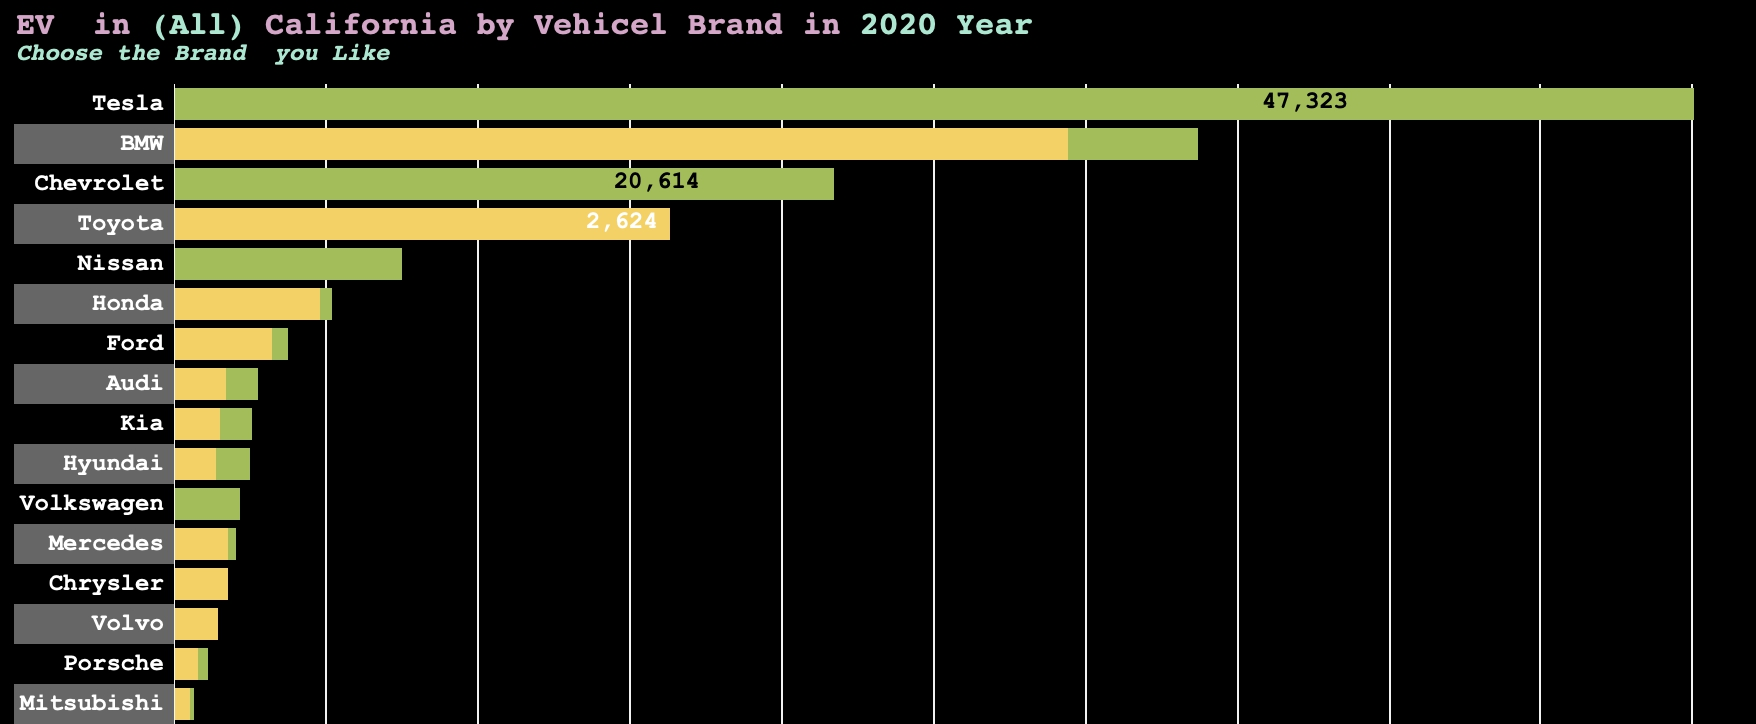 EV  in (All) California by Vehicel Brand in 2020 Year
Choose the Brand  you Like
Tesla 47,323
BMW
Chevrolet 20,614
Toyota 2,624
Nissan
Honda
Ford
Audi
Kia
Hyundai
Volkswagen
Mercedes
Chrysler
Volvo
Porsche
Mitsubishi